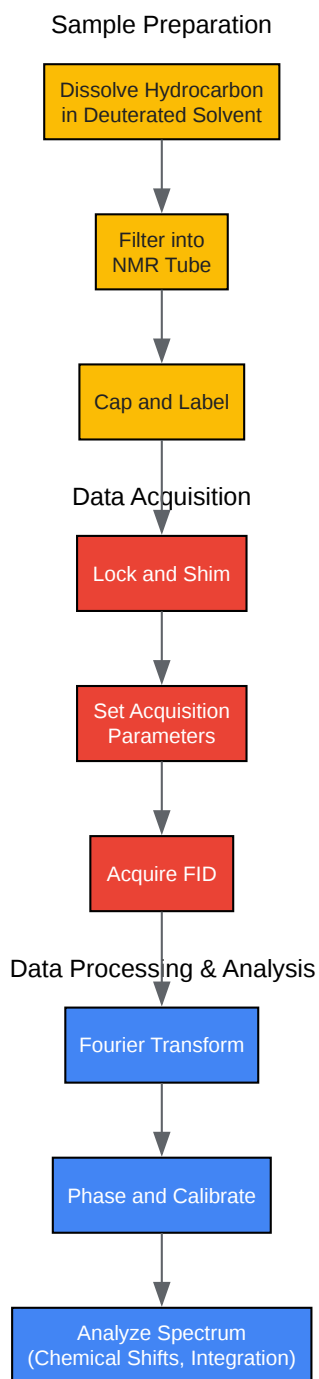 Sample Preparation
Dissolve Hydrocarbon
in Deuterated Solvent
Filter into
NMR Tube
Cap and Label
Data Acquisition
Lock and Shim
Set Acquisition
Parameters
Acquire FID
Data Processing & Analysis
Fourier Transform
Phase and Calibrate
Analyze Spectrum
(Chemical Shifts, Integration)